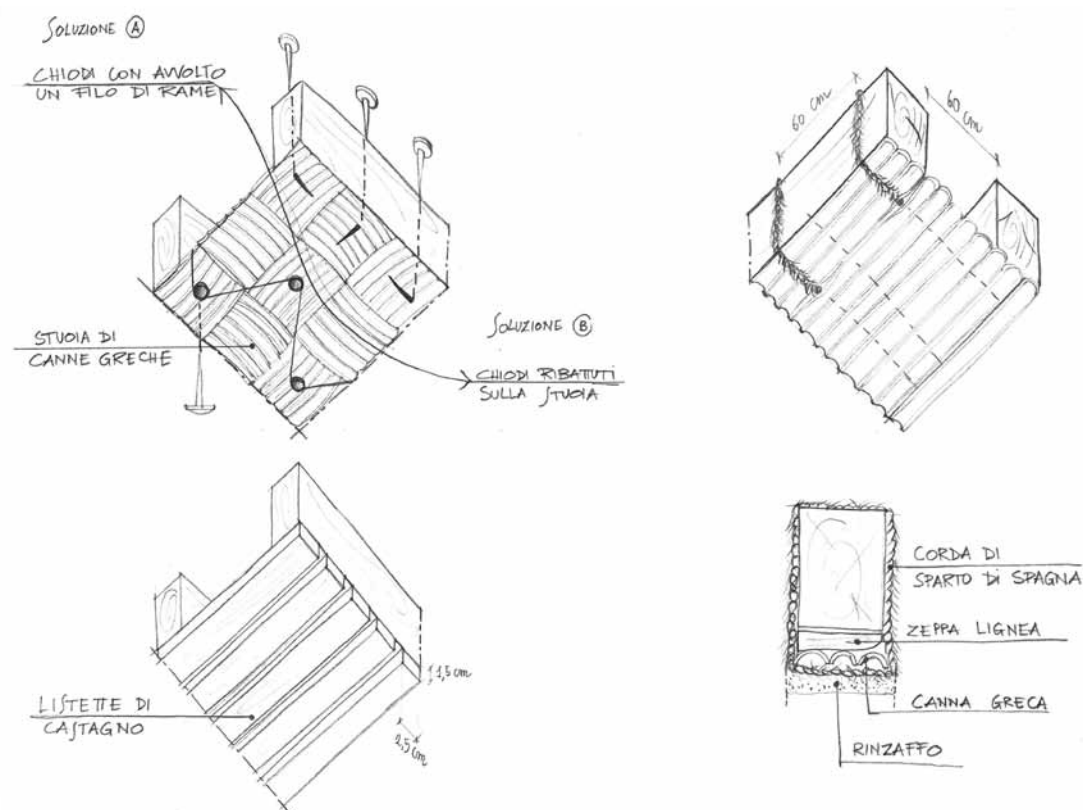 SOLUZIONE A
CHIODI CON AVVOLTO
UN FILO DI RAME
STUOIA DI
CANNE GRECHE
SOLUZIONE B
CHIODI RIBATTUTI
SULLA STUOIA
60 cm
60 cm
LISTETTE DI
CASTAGNO
1,5 cm
2,5 cm
CORDA DI
SPARTO DI SPAGNA
ZEPPA LIGNEA
CANNA GRECA
RINZAFFO